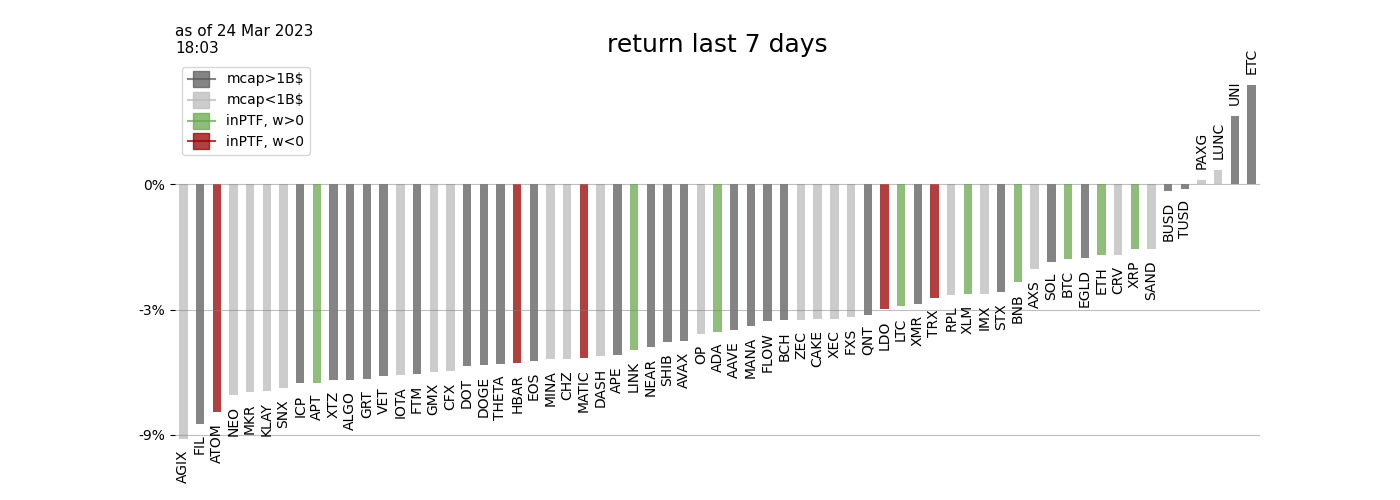 as of 24 Mar 2023
18:03
return last 7 days
mcap>1B$
mcap<1B$
inPTF, w>0
inPTF, w<0
0%
-3%
-9%
AGIX
FIL
ATOM
NEO
MKR
KLAY
SNX
ICP
APT
XTZ
ALGO
GRT
VET
IOTA
FTM
GMX
CFX
DOT
DOGE
THETA
HBAR
EOS
MINA
CHZ
MATIC
DASH
APE
LINK
NEAR
SHIB
AVAX
OP
ADA
AAVE
MANA
FLOW
BCH
ZEC
CAKE
XEC
FXS
QNT
LDO
LTC
XMR
TRX
RPL
XLM
IMX
STX
BNB
AXS
SOL
BTC
EGLD
ETH
CRV
XRP
SAND
BUSD
TUSD
PAXG
LUNC
UNI
ETC